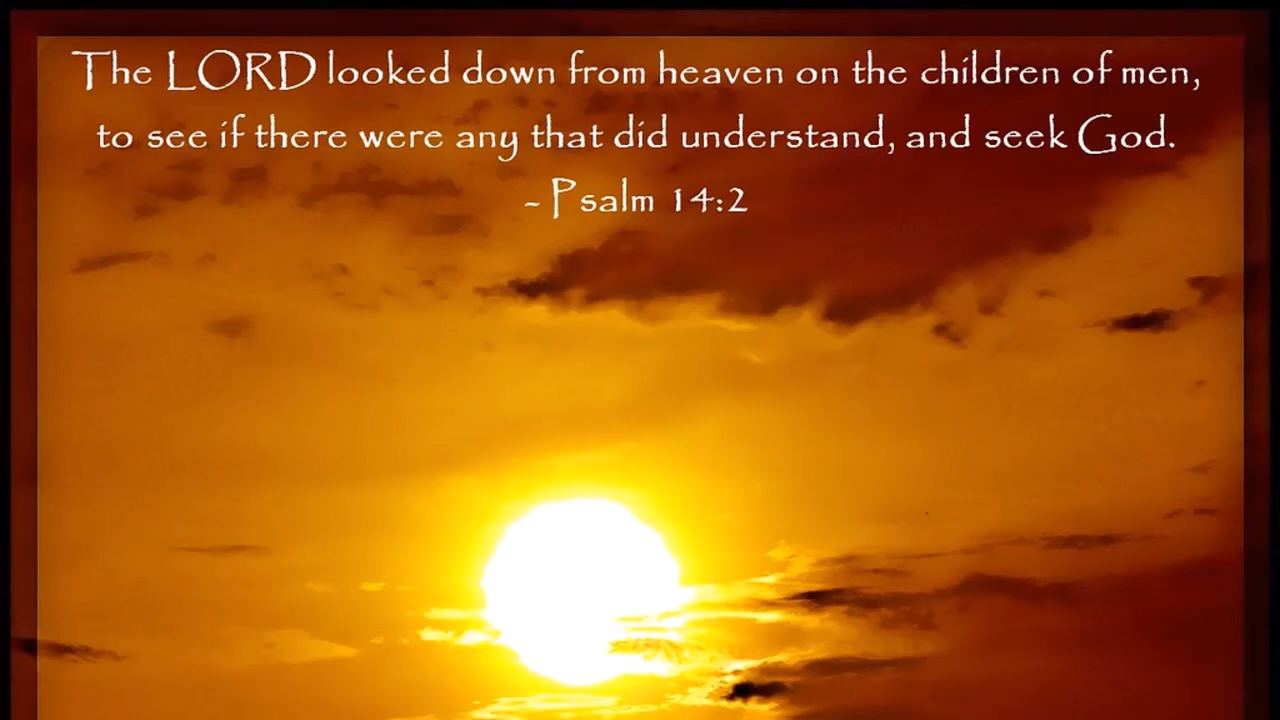 The LORD looked down from heaven on the children of men,
to see if there were any that did understand, and seek God.
- Psalm 14:2